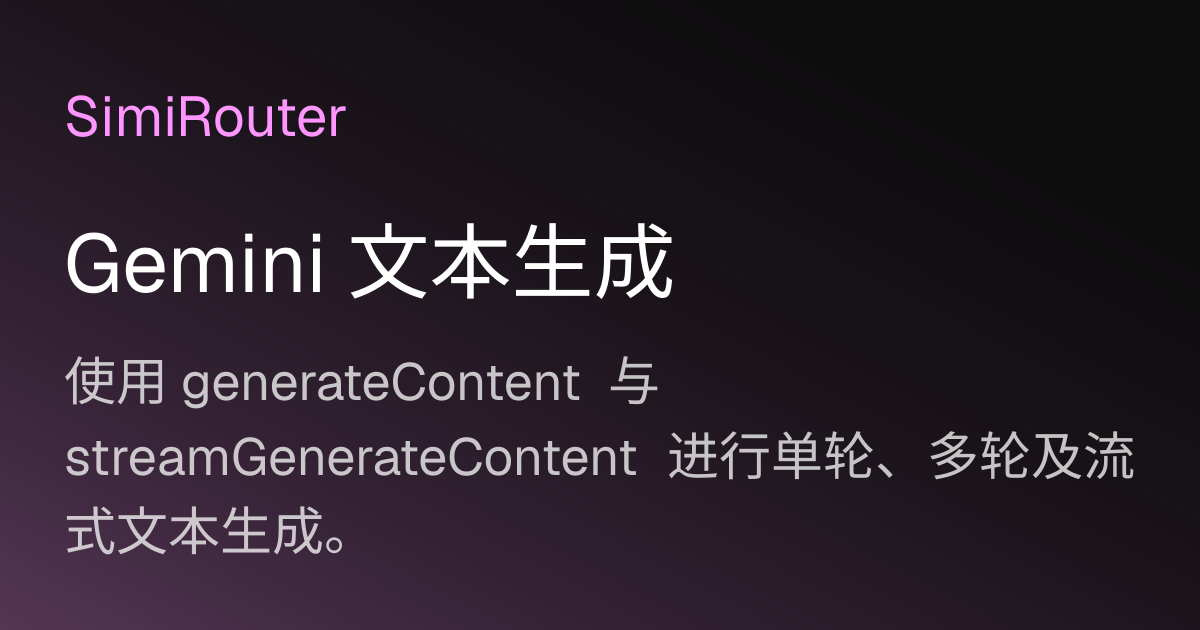 SimiRouter
Gemini 文本生成
使用 generateContent 与
streamGenerateContent 进行单轮、多轮及流
式文本生成。